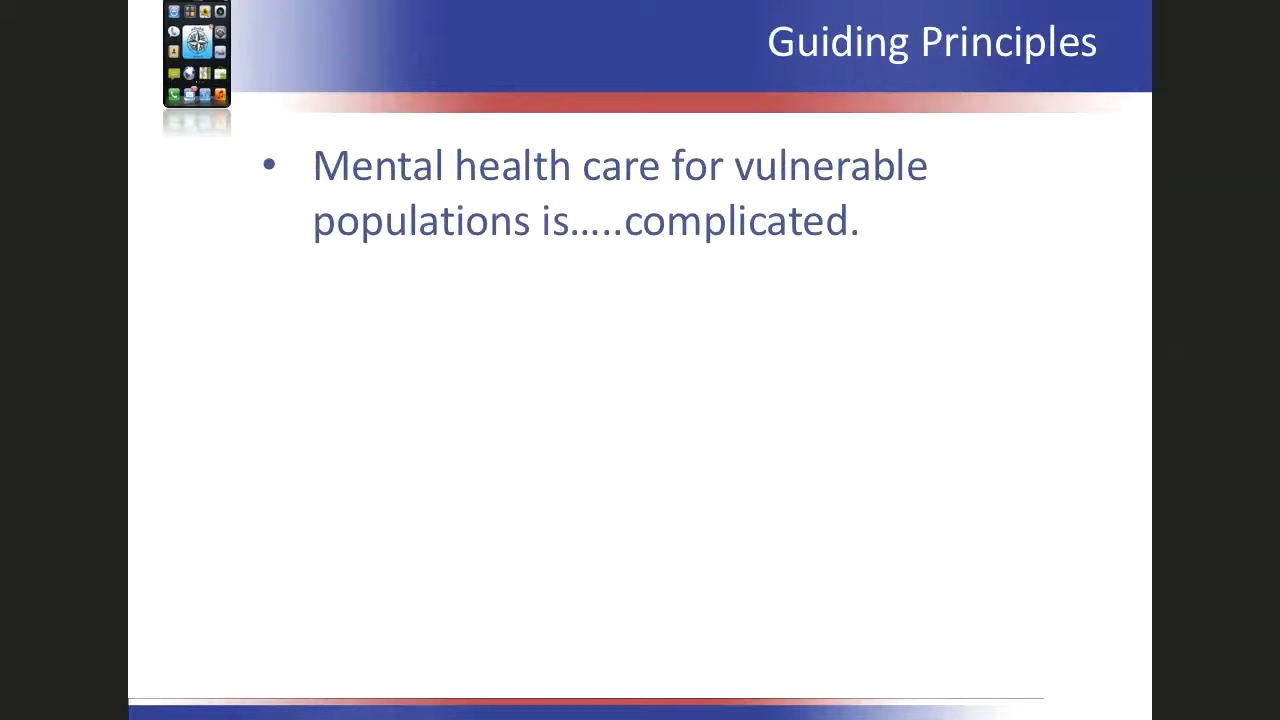 Guiding Principles
• Mental health care for vulnerable
populations is…..complicated.